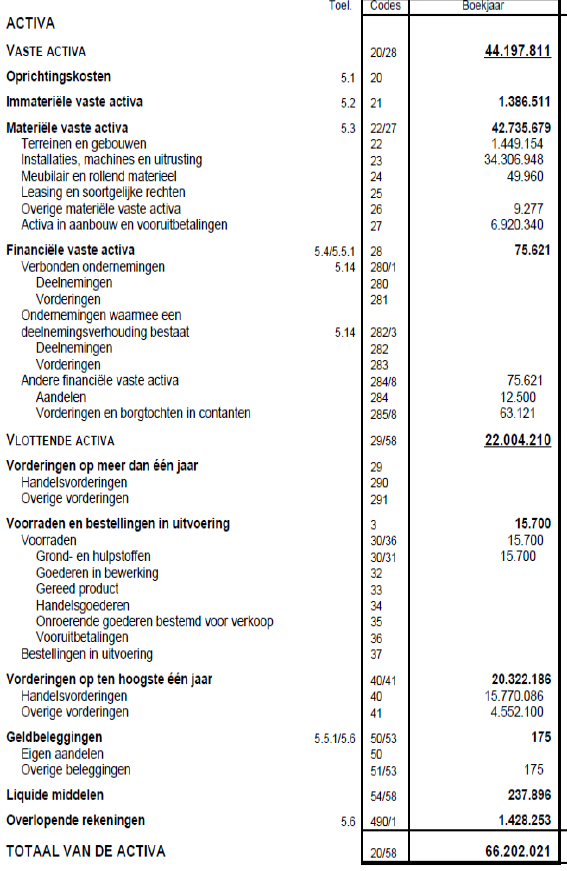 Toel. Codes Boekjaar
ACTIVA
VASTE ACTIVA 20/28 44.197.811
Oprichtingskosten 5.1 20
Immateriële vaste activa 5.2 21 1.386.511
Materiële vaste activa 5.3 22/27 42.735.679
Terreinen en gebouwen 22 1.449.154
Installaties, machines en uitrusting 23 34.306.948
Meubilair en rollend materieel 24 49.960
Leasing en soortgelijke rechten 25
Overige materiële vaste activa 26 9.277
Activa in aanbouw en vooruitbetalingen 27 6.920.340
Financiële vaste activa 5.4/5.5.1 28 75.621
Verbonden ondernemingen 5.14 280/1
Deelnemingen 280
Vorderingen 281
Ondernemingen waarmee een
deelnemingsverhouding bestaat 5.14 282/3
Deelnemingen 282
Vorderingen 283
Andere financiële vaste activa 284/8 75.621
Aandelen 284 12.500
Vorderingen en borgtochten in contanten 285/8 63.121
VLOTTENDE ACTIVA 29/58 22.004.210
Vorderingen op meer dan één jaar 29
Handelsvorderingen 290
Overige vorderingen 291
Voorraden en bestellingen in uitvoering 3 15.700
Voorraden 30/36 15.700
Grond- en hulpstoffen 30/31 15.700
Goederen in bewerking 32
Gereed product 33
Handelsgoederen 34
Onroerende goederen bestemd voor verkoop 35
Vooruitbetalingen 36
Bestellingen in uitvoering 37
Vorderingen op ten hoogste één jaar 40/41 20.322.186
Handelsvorderingen 40 15.770.086
Overige vorderingen 41 4.552.100
Geldbeleggingen 5.5.1/5.6 50/53 175
Eigen aandelen 50
Overige beleggingen 51/53 175
Liquide middelen 54/58 237.896
Overlopende rekeningen 5.6 490/1 1.428.253
TOTAAL VAN DE ACTIVA 20/58 66.202.021